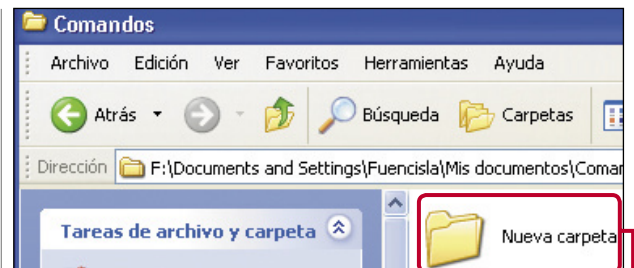 Comandos
Archivo Edición Ver Favoritos Herramientas Ayuda
Atrás Búsqueda Carpetas
Dirección F:\Documents and Settings\Fuencisla\Mis documentos\Coman
Tareas de archivo y carpeta
Nueva carpeta